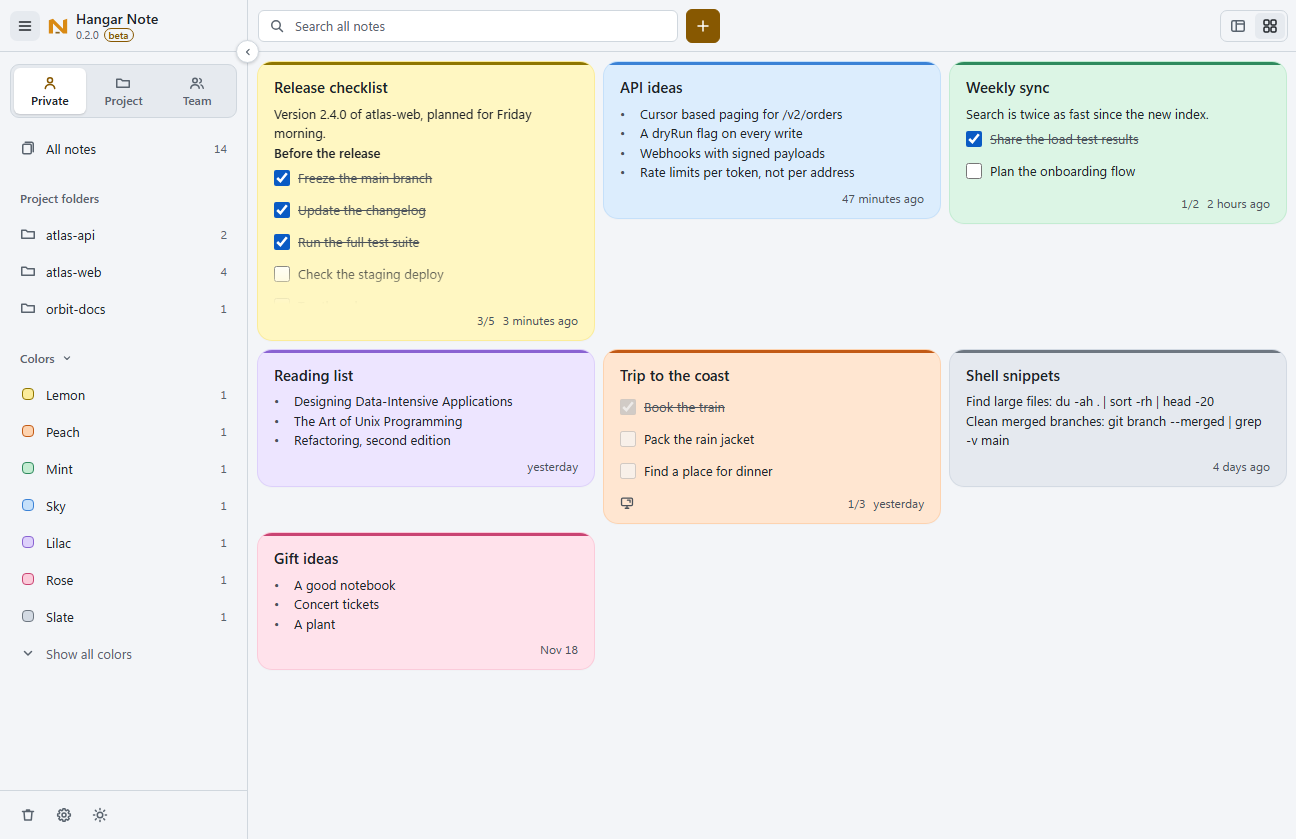 Hangar Note
0.2.0 beta
Search all notes
Private
Project
Team
All notes 14
Project folders
atlas-api 2
atlas-web 4
orbit-docs 1
Colors
Lemon 1
Peach 1
Mint 1
Sky 1
Lilac 1
Rose 1
Slate 1
Show all colors
Release checklist
Version 2.4.0 of atlas-web, planned for Friday
morning.
Before the release
Freeze the main branch
Update the changelog
Run the full test suite
Check the staging deploy
3/5 3 minutes ago
API ideas
• Cursor based paging for /v2/orders
• A dryRun flag on every write
• Webhooks with signed payloads
• Rate limits per token, not per address
47 minutes ago
Weekly sync
Search is twice as fast since the new index.
Share the load test results
Plan the onboarding flow
1/2 2 hours ago
Reading list
• Designing Data-Intensive Applications
• The Art of Unix Programming
• Refactoring, second edition
yesterday
Trip to the coast
Book the train
Pack the rain jacket
Find a place for dinner
1/3 yesterday
Shell snippets
Find large files: du -ah . | sort -rh | head -20
Clean merged branches: git branch --merged | grep
-v main
4 days ago
Gift ideas
• A good notebook
• Concert tickets
• A plant
Nov 18